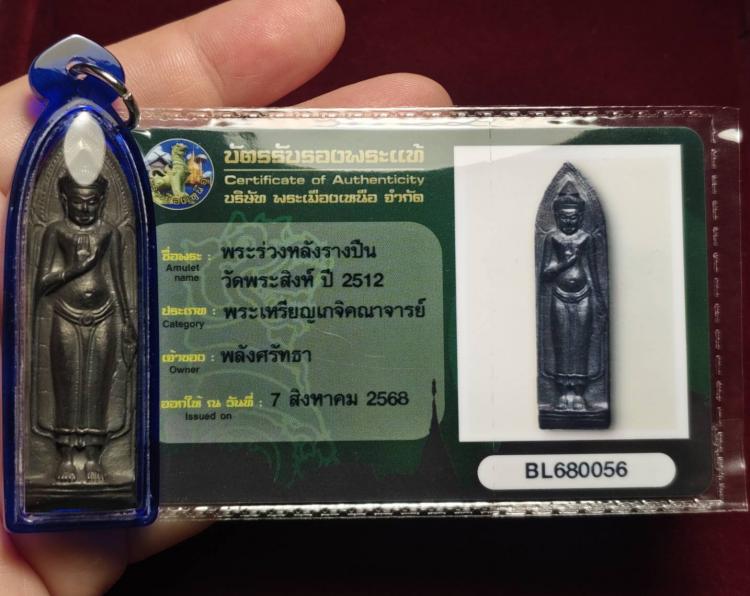 บัตรรับรองพระแท้
Certificate of Authenticity
บริษัท พระเมืองเหนือ จำกัด
ชื่อพระ : พระร่วงหลังรางปืน
Amulet name
วัดพระสิงห์ ปี 2512
ประเภท : พระเหรียญเกจิคณาจารย์
Category
เจ้าของ : พลังศรัทธา
Owner
ออกให้ ณ วันที่ : 7 สิงหาคม 2568
Issued on
BL680056